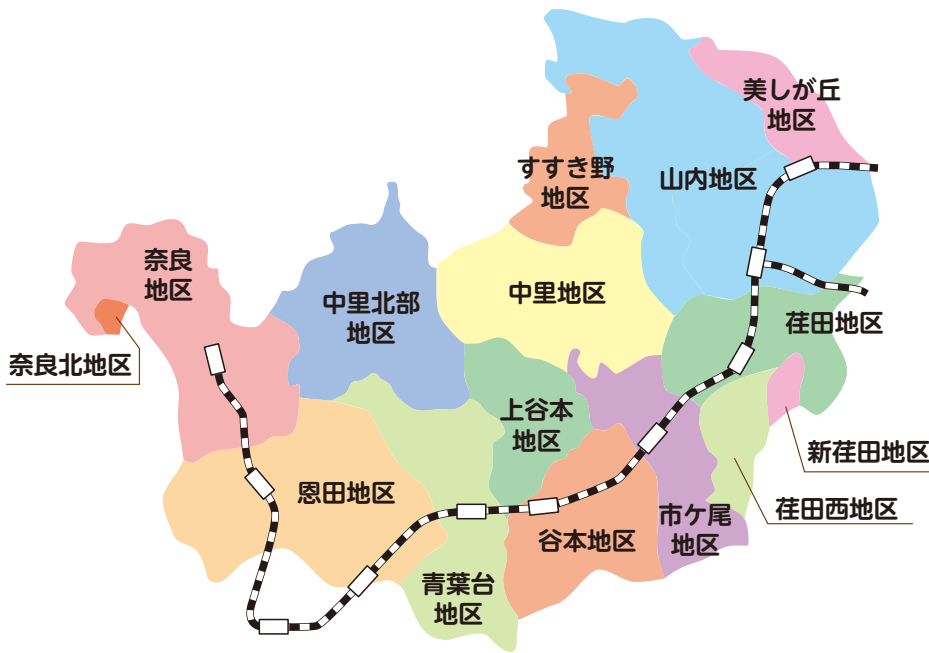 美しが丘
地区
すすき野
地区
山内地区
奈良
地区
中里北部
地区
中里地区
荏田地区
奈良北地区
上谷本
地区
新荏田地区
恩田地区
荏田西地区
市ケ尾
地区
谷本地区
青葉台
地区